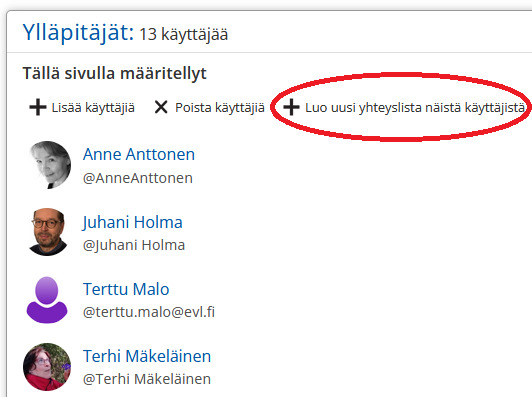 Ylläpitäjät: 13 käyttäjää
Tällä sivulla määritellyt
Lisää käyttäjiä Poista käyttäjiä Luo uusi yhteyslista näistä käyttäjistä
Anne Anttonen
@AnneAnttonen
Juhani Holma
@Juhani Holma
Terttu Malo
@terttu.malo@evl.fi
Terhi Mäkeläinen
@Terhi Mäkeläinen